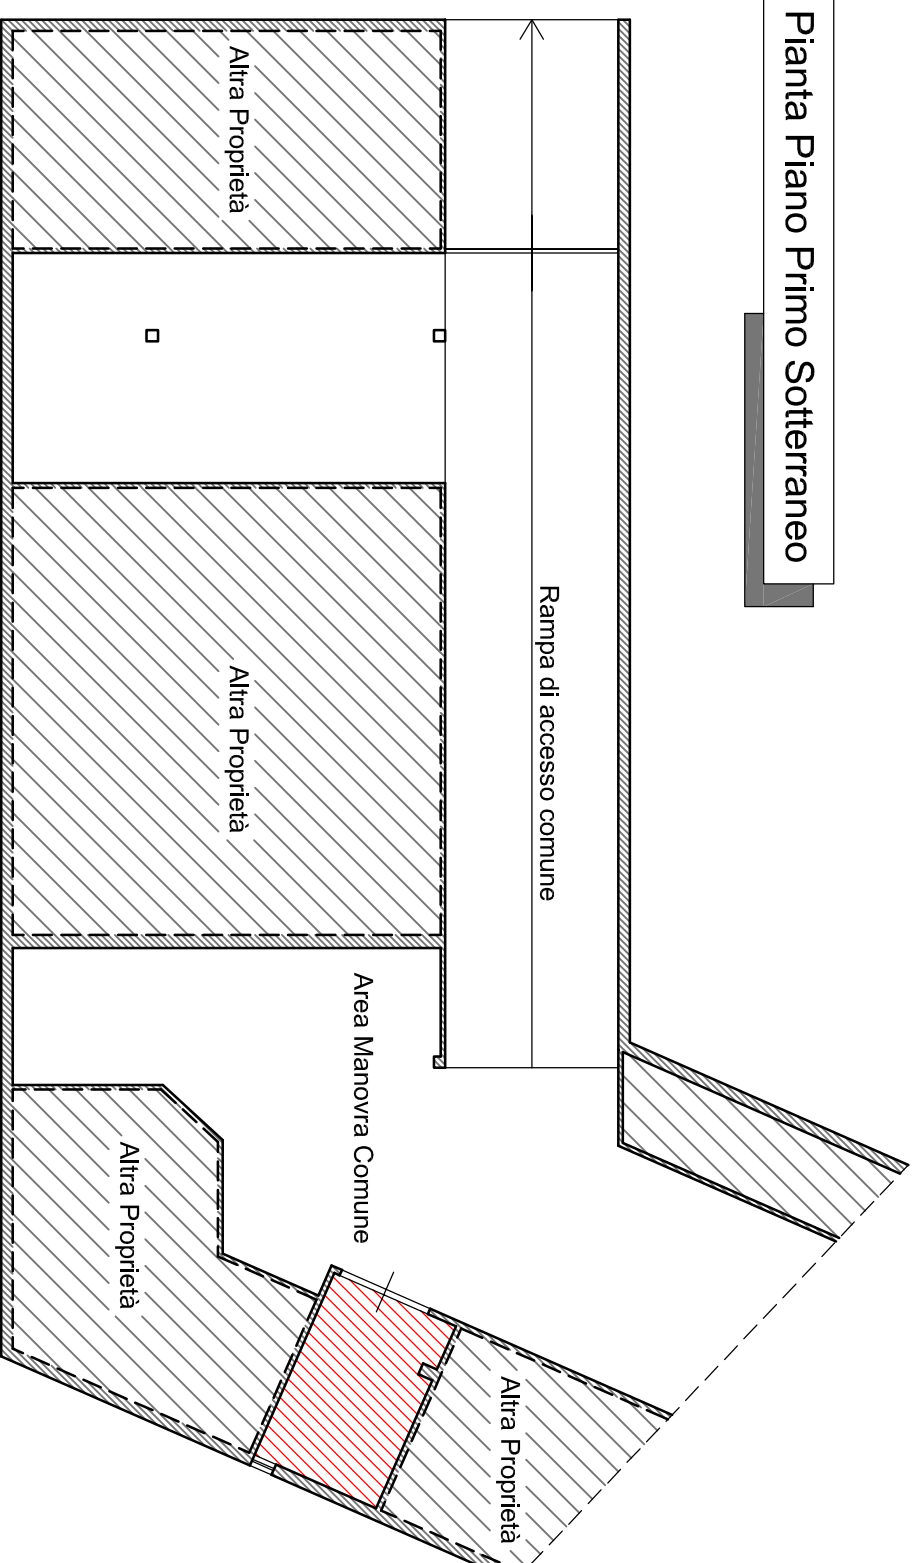 Pianta Piano Primo Sotterraneo
Altra Proprietà
Rampa di accesso comune
Altra Proprietà
Area Manovra Comune
Altra Proprietà
Altra Proprietà